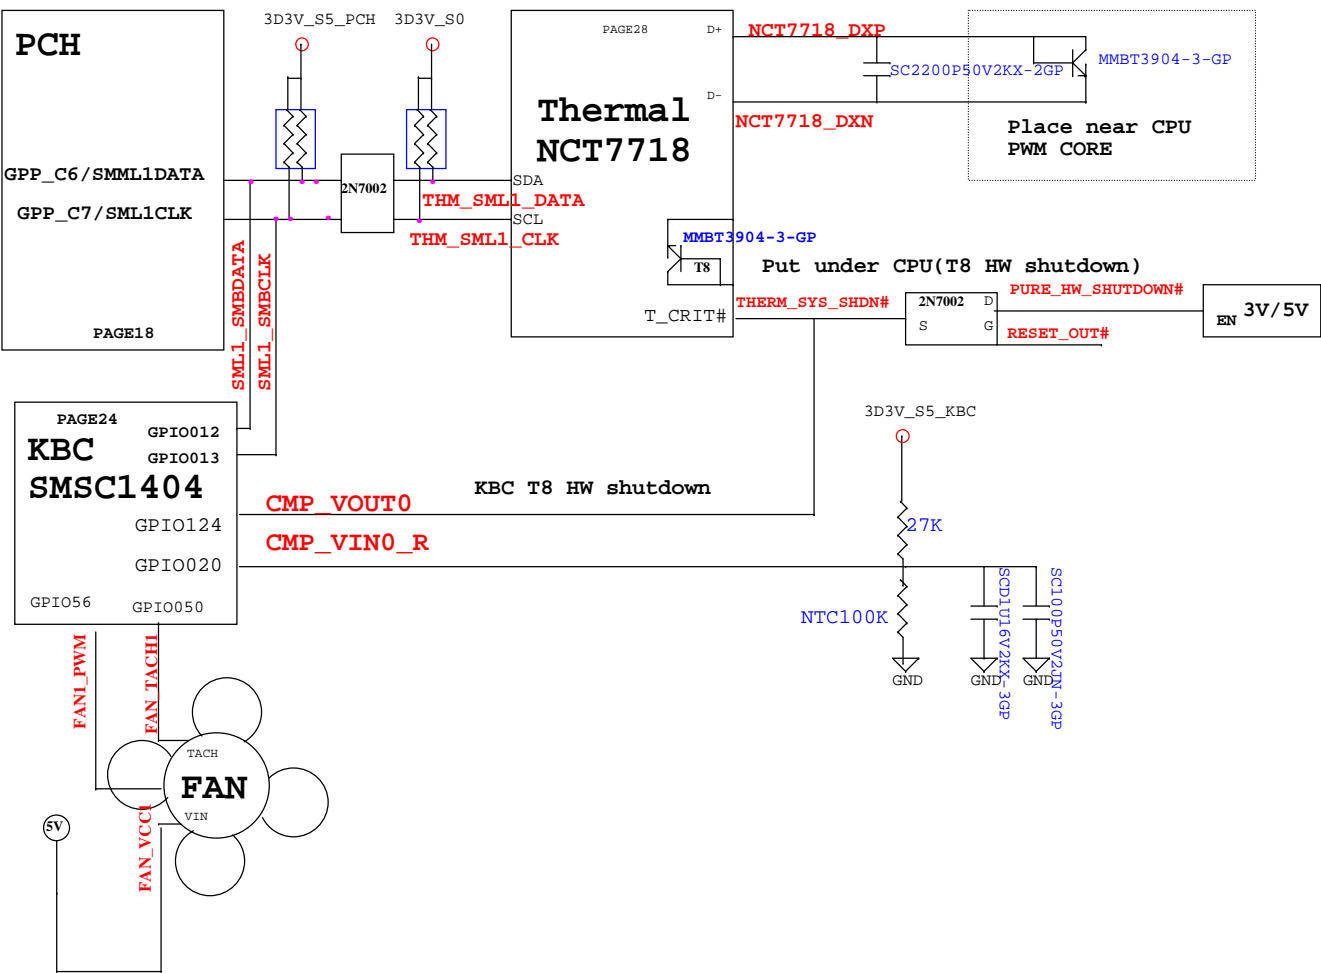 3D3V_S5_PCH
3D3V_S0
PCH
GPP_C6/SMML1DATA
GPP_C7/SML1CLK
PAGE18
2N7002
PAGE28
D+
D-
Thermal
NCT7718
SDA
SCL
THM_SML1_DATA
THM_SML1_CLK
NCT7718_DXP
NCT7718_DXN
SC2200P50V2KX-2GP
MMBT3904-3-GP
Place near CPU
PWM CORE
MMBT3904-3-GP
T8
Put under CPU(T8 HW shutdown)
T_CRIT#
THERM_SYS_SHDN#
2N7002
D
S
G
PURE_HW_SHUTDOWN#
RESET_OUT#
EN
3V/5V
SML1_SMBDATA
SML1_SMBCLK
PAGE24
KBC
SMSC1404
GPIO012
GPIO013
GPIO124
GPIO020
GPIO56
GPIO050
CMP_VOUT0
CMP_VIN0_R
KBC T8 HW shutdown
3D3V_S5_KBC
27K
NTC100K
SCD1U16V2KX-3GP
SC100P50V2JN-3GP
GND
GND
GND
FAN1_PWM
FAN_TACH1
TACH
FAN
VIN
FAN_VCC1
5V